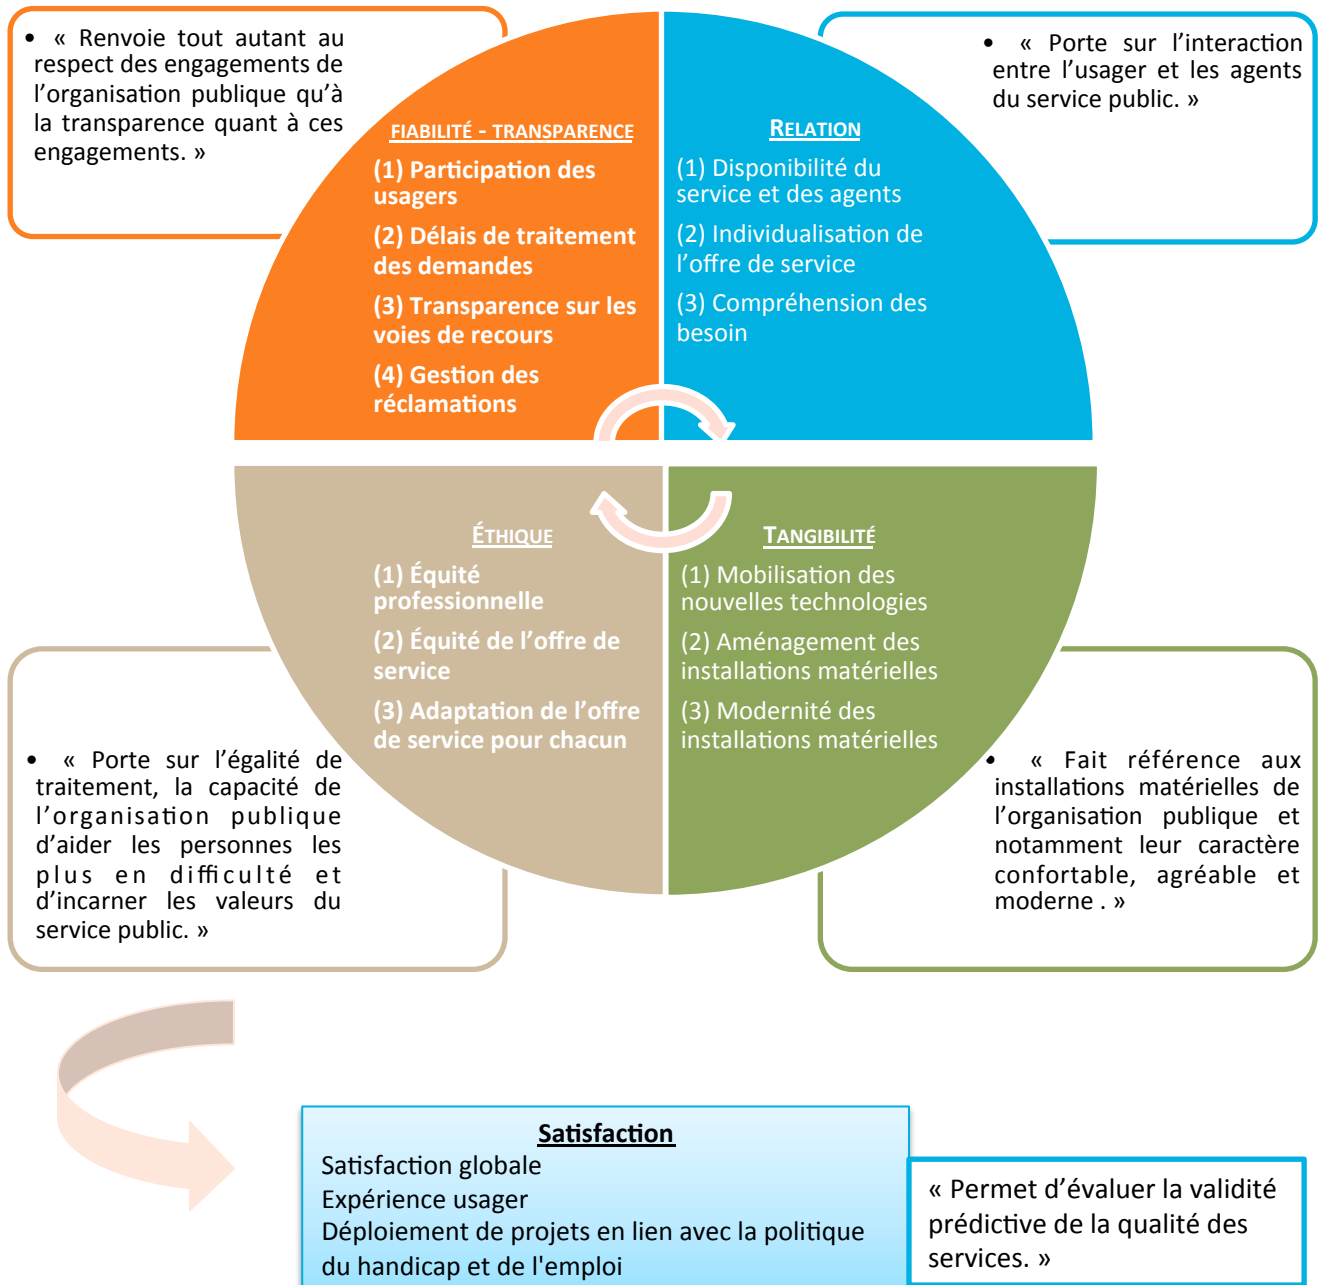 • « Renvoie tout autant au
respect des engagements de
l’organisation publique qu’à
la transparence quant à ces
engagements. »
• « Porte sur l’interaction
entre l’usager et les agents
du service public. »
FIABILITÉ - TRANSPARENCE
(1) Participation des
usagers
(2) Délais de traitement
des demandes
(3) Transparence sur les
voies de recours
(4) Gestion des
réclamations
RELATION
(1) Disponibilité du
service et des agents
(2) Individualisation de
l’offre de service
(3) Compréhension des
besoin
ÉTHIQUE
(1) Équité
professionnelle
(2) Équité de l’offre de
service
(3) Adaptation de l’offre
de service pour chacun
TANGIBILITÉ
(1) Mobilisation des
nouvelles technologies
(2) Aménagement des
installations matérielles
(3) Modernité des
installations matérielles
• « Porte sur l’égalité de
traitement, la capacité de
l’organisation publique
d’aider les personnes les
plus en difficulté et
d’incarner les valeurs du
service public. »
• « Fait référence aux
installations matérielles de
l’organisation publique et
notamment leur caractère
confortable, agréable et
moderne . »
Satisfaction
Satisfaction globale
Expérience usager
Déploiement de projets en lien avec la politique
du handicap et de l'emploi
« Permet d’évaluer la validité
prédictive de la qualité des
services. »